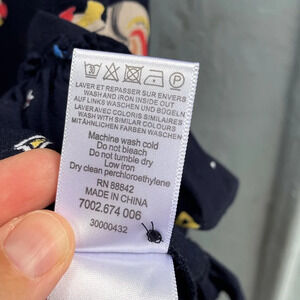 30 P
LAVER ET REPASSER SUR ENVERS
WASH AND IRON INSIDE OUT
AUF LINKS WASCHEN UND BÜGELN
LAVER AVEC COLORIS SIMILAIRES
WASH WITH SIMILAR COLOURS
MIT ÄHNLICHEN FARBEN WASCHEN
Machine wash cold
Do not bleach
Do not tumble dry
Low iron
Dry clean perchloroethylene
RN 88842
MADE IN CHINA
7002.674 006
30000432